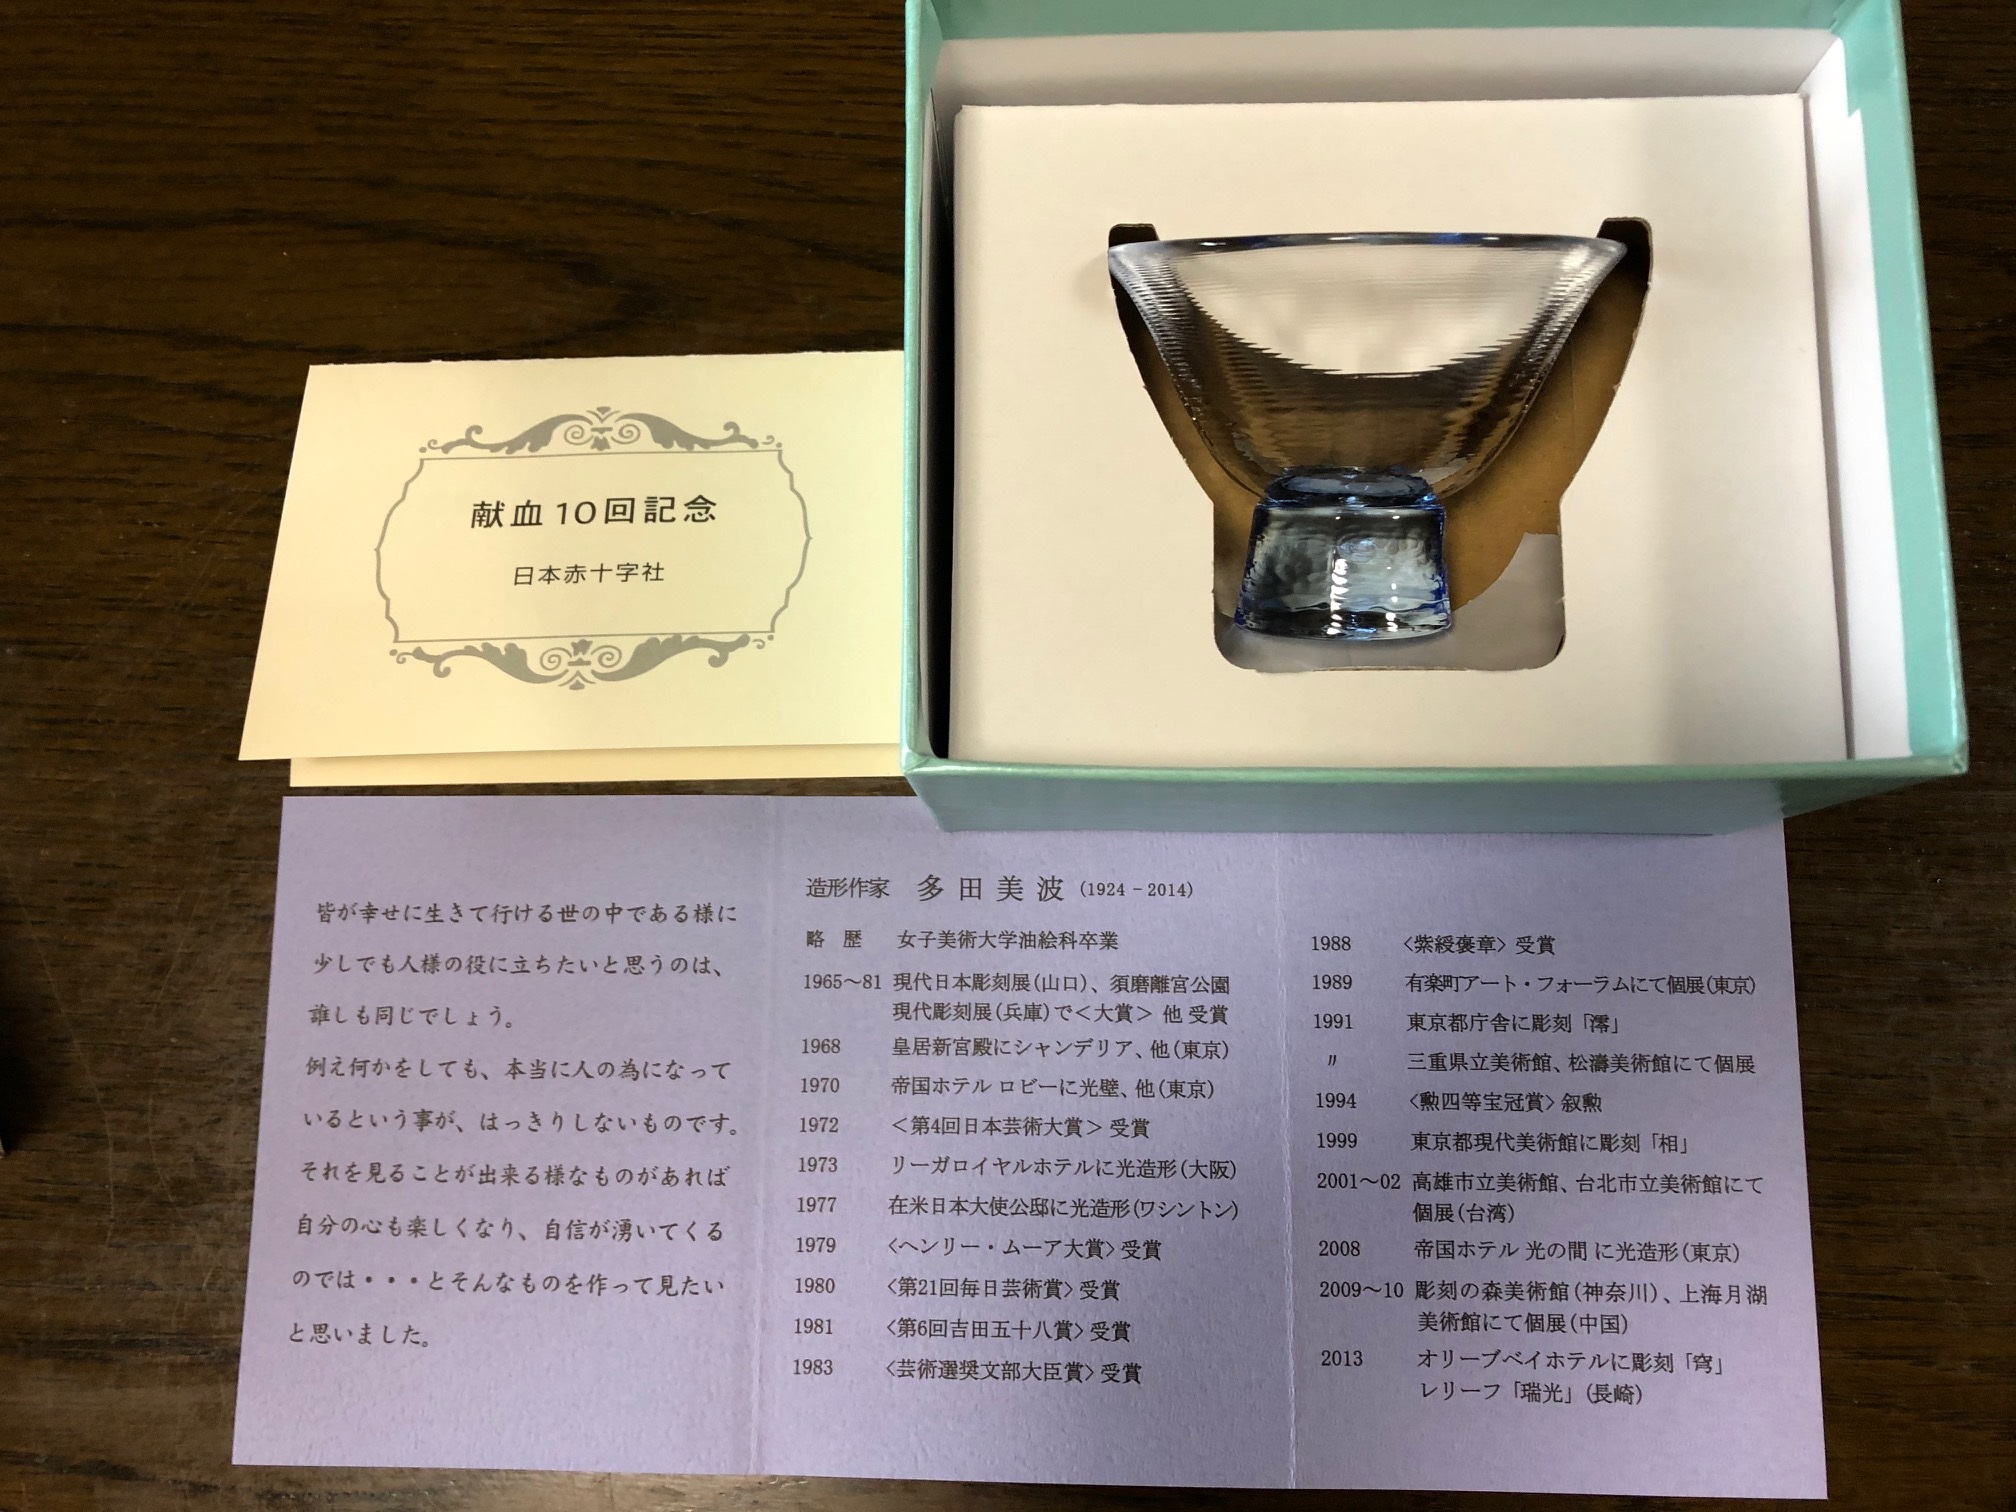 献血10回記念
日本赤十字社
皆が幸せに生きて行ける世の中である様に
少しでも人様の役に立ちたいと思うのは、
誰しも同じでしょう。
例え何かをしても、本当に人の為になって
いるという事が、はっきりしないものです。
それを見ることが出来る様なものがあれば
自分の心も楽しくなり、自信が湧いてくる
のでは・・・とそんなものを作って見たい
と思いました。
造形作家 多田美波 (1924 - 2014)
略 歴 女子美術大学油絵科卒業
1965〜81 現代日本彫刻展(山口)、須磨離宮公園
現代彫刻展(兵庫)で<大賞> 他 受賞
1968 皇居新宮殿にシャンデリア、他(東京)
1970 帝国ホテル ロビーに光壁、他(東京)
1972 <第4回日本芸術大賞> 受賞
1973 リーガロイヤルホテルに光造形(大阪)
1977 在米日本大使公邸に光造形(ワシントン)
1979 〈ヘンリー・ムーア大賞〉受賞
1980 〈第21回毎日芸術賞〉受賞
1981 〈第6回吉田五十八賞〉受賞
1983 〈芸術選奨文部大臣賞〉受賞
1988 〈紫綬褒章〉受賞
1989 有楽町アート・フォーラムにて個展(東京)
1991 東京都庁舎に彫刻「澪」
〃 三重県立美術館、松濤美術館にて個展
1994 〈勲四等宝冠賞〉叙勲
1999 東京都現代美術館に彫刻「相」
2001〜02 高雄市立美術館、台北市立美術館にて
個展(台湾)
2008 帝国ホテル 光の間 に光造形(東京)
2009〜10 彫刻の森美術館(神奈川)、上海月湖
美術館にて個展(中国)
2013 オリーブベイホテルに彫刻「穹」
レリーフ「瑞光」(長崎)